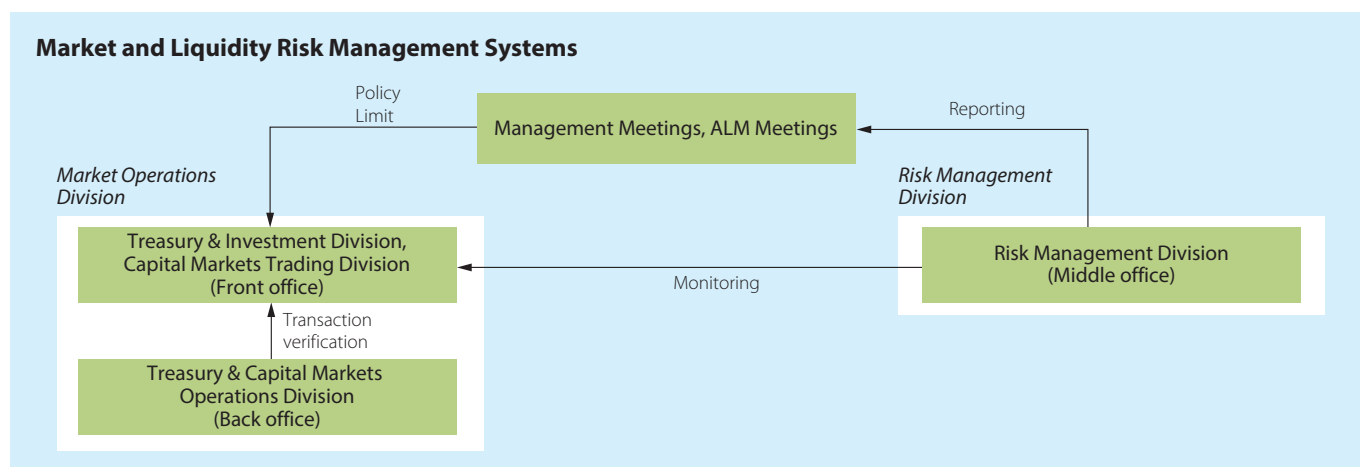 Market and Liquidity Risk Management Systems
Policy
Limit
Management Meetings, ALM Meetings
Reporting
Market Operations
Division
Risk Management
Division
Treasury & Investment Division,
Capital Markets Trading Division
(Front office)
Monitoring
Risk Management Division
(Middle office)
Transaction
verification
Treasury & Capital Markets
Operations Division
(Back office)